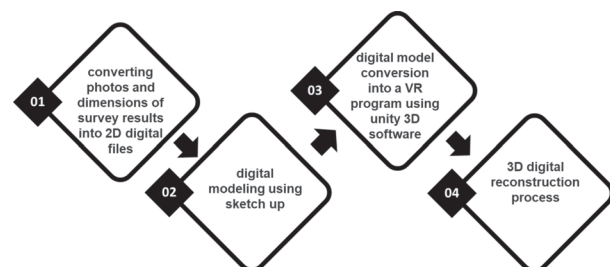 01
converting
photos and
dimensions of
survey results
into 2D digital
files
02
digital
modeling using
sketch up
03
digital model
conversion
into a VR
program using
unity 3D
software
04
3D digital
reconstruction
process